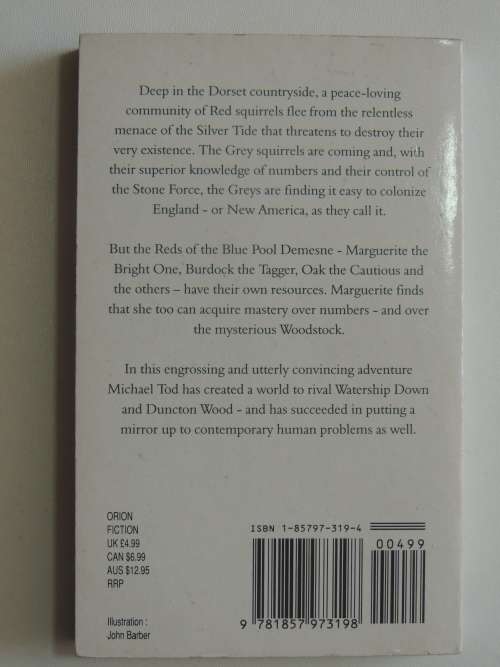 Deep in the Dorset countryside, a peace-loving
community of Red squirrels flee from the relentless
menace of the Silver Tide that threatens to destroy their
very existence. The Grey squirrels are coming and, with
their superior knowledge of numbers and their control of
the Stone Force, the Greys are finding it easy to colonize
England - or New America, as they call it.
But the Reds of the Blue Pool Demesne - Marguerite the
Bright One, Burdock the Tagger, Oak the Cautious and
the others – have their own resources. Marguerite finds
that she too can acquire mastery over numbers - and over
the mysterious Woodstock.
In this engrossing and utterly convincing adventure
Michael Tod has created a world to rival Watership Down
and Duncton Wood - and has succeeded in putting a
mirror up to contemporary human problems as well.
ORION
FICTION
UK £4.99
CAN $6.99
AUS $12.95
RRP
Illustration :
John Barber
ISBN 1-85797-319-4
00499
9 781857 973198